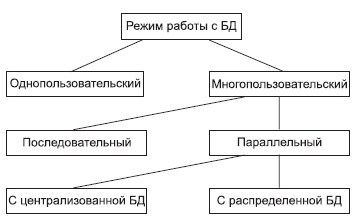 Режим работы с БД
Однопользовательский
Многопользовательский
Последовательный
Параллельный
С централизованной БД
С распределенной БД